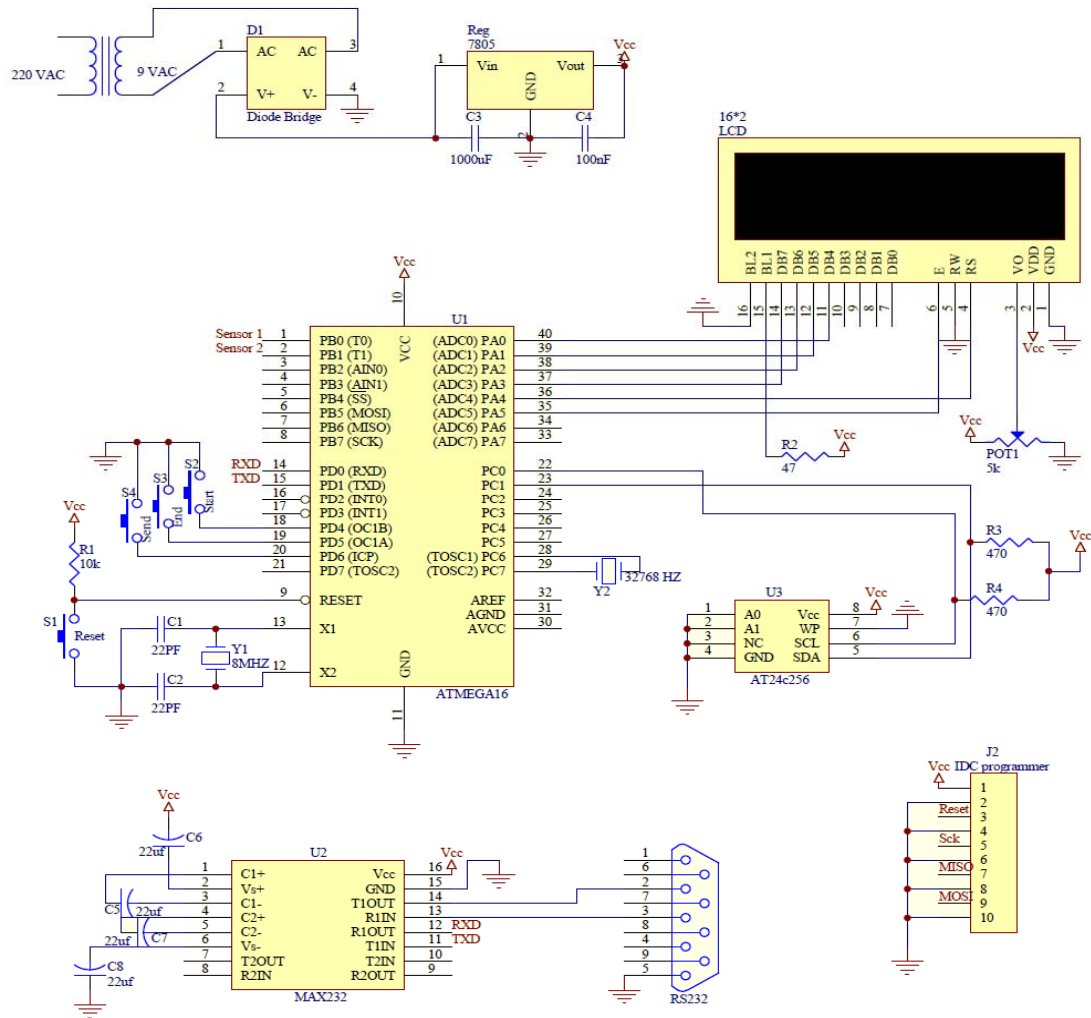 D1
220 VAC
9 VAC
1 AC AC 3
2 V+ V- 4
Diode Bridge
Reg
7805
1 Vin Vout 3
GND
2
Vcc
C3
1000uF
C4
100nF
16*2
LCD
BL2 BL1 DB7 DB6 DB5 DB4 DB3 DB2 DB1 DB0 E RW RS VO VDD GND
16 15 14 13 12 11 10 9 8 7 6 5 4 3 2 1
Vcc
R2
47
Vcc
Vcc
POT1
5k
Vcc
10
U1
VCC
Sensor 1 1 PB0 (T0) (ADC0) PA0 40
Sensor 2 2 PB1 (T1) (ADC1) PA1 39
3 PB2 (AIN0) (ADC2) PA2 38
4 PB3 (AIN1) (ADC3) PA3 37
5 PB4 (SS) (ADC4) PA4 36
6 PB5 (MOSI) (ADC5) PA5 35
7 PB6 (MISO) (ADC6) PA6 34
8 PB7 (SCK) (ADC7) PA7 33
RXD 14 PD0 (RXD) PC0 22
TXD 15 PD1 (TXD) PC1 23
16 PD2 (INT0) PC2 24
17 PD3 (INT1) PC3 25
18 PD4 (OC1B) PC4 26
19 PD5 (OC1A) PC5 27
20 PD6 (ICP) (TOSC1) PC6 28
21 PD7 (TOSC2) (TOSC2) PC7 29
9 RESET AREF 32
AGND 31
AVCC 30
13 X1
12 X2
GND
11
ATMEGA16
S4
Send
S3
End
S2
Start
Vcc
R1
10k
S1
Reset
C1
22PF
C2
22PF
Y1
8MHZ
Y2
32768 HZ
R3
470
R4
470
Vcc
U3
1 A0 Vcc 8
2 A1 WP 7
3 NC SCL 6
4 GND SDA 5
AT24c256
Vcc
J2
IDC programmer
Vcc 1
2
Reset 3
4
Sck 5
6
MISO 7
8
MOSI 9
10
Vcc
C6
22uf
C5
22uf
C7
22uf
C8
22uf
U2
1 C1+ Vcc 16
2 Vs+ GND 15
3 C1- T1OUT 14
4 C2+ R1IN 13
5 C2- R1OUT 12 RXD
6 Vs- T1IN 11 TXD
7 T2OUT T2IN 10
8 R2IN R2OUT 9
MAX232
Vcc
1
6
2
7
3
8
4
9
5
RS232